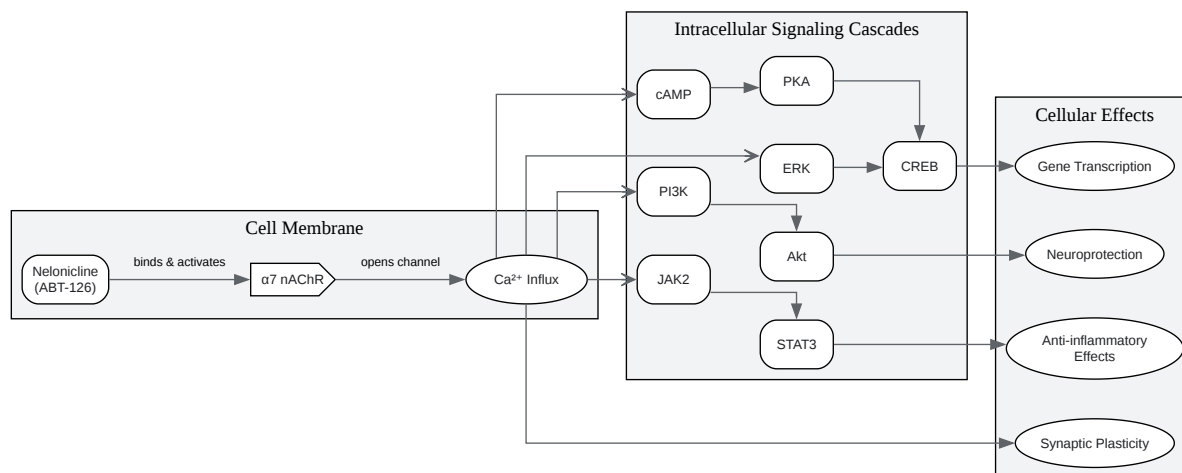 Intracellular Signaling Cascades
cAMP
PKA
Cellular Effects
ERK
CREB
Gene Transcription
PI3K
Cell Membrane
Nelonicline
(ABT-126)
binds & activates
α7 nAChR
opens channel
Ca²⁺ Influx
JAK2
Akt
Neuroprotection
STAT3
Anti-inflammatory
Effects
Synaptic Plasticity